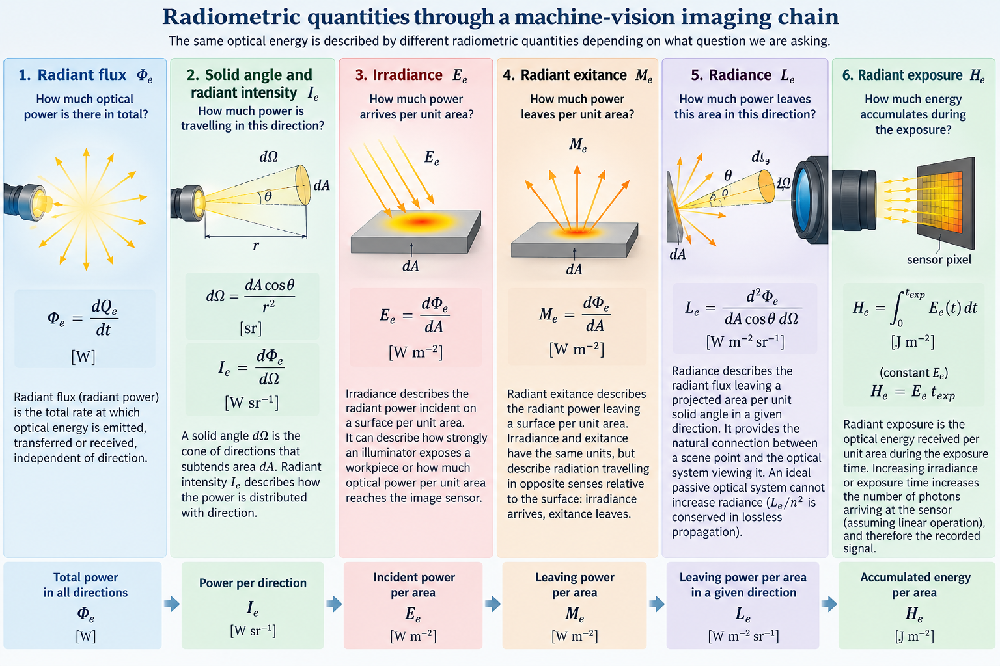 Radiometric quantities through a machine-vision imaging chain
The same optical energy is described by different radiometric quantities depending on what question we are asking.
1. Radiant flux Φₑ
How much optical
power is there in total?
Φₑ = dQₑ / dt
[W]
Radiant flux (radiant power)
is the total rate at which
optical energy is emitted,
transferred or received,
independent of direction.
2. Solid angle and
radiant intensity Iₑ
How much power is
travelling in this direction?
dΩ
dA
θ
r
dΩ = dA cos θ / r²
[sr]
Iₑ = dΦₑ / dΩ
[W sr⁻¹]
A solid angle dΩ is the
cone of directions that
subtends area dA. Radiant
intensity Iₑ describes how
the power is distributed
with direction.
3. Irradiance Eₑ
How much power
arrives per unit area?
Eₑ
dA
Eₑ = dΦₑ / dA
[W m⁻²]
Irradiance describes the
radiant power incident on
a surface per unit area.
It can describe how strongly
an illuminator exposes a
workpiece or how much
optical power per unit area
reaches the image sensor.
4. Radiant exitance Mₑ
How much power
leaves per unit area?
Mₑ
dA
Mₑ = dΦₑ / dA
[W m⁻²]
Radiant exitance describes
the radiant power leaving
a surface per unit area.
Irradiance and exitance
have the same units, but
describe radiation travelling
in opposite senses relative
to the surface: irradiance
arrives, exitance leaves.
5. Radiance Lₑ
How much power leaves
this area in this direction?
θ
dA
Lₑ = d²Φₑ / dA cos θ dΩ
[W m⁻² sr⁻¹]
Radiance describes the
radiant flux leaving a
projected area per unit
solid angle in a given
direction. It provides the
natural connection between
a scene point and the optical
system viewing it. An ideal
passive optical system cannot
increase radiance (Lₑ/n² is
conserved in lossless
propagation).
6. Radiant exposure Hₑ
How much energy
accumulates during
the exposure?
sensor pixel
Hₑ = ∫₀^{t_exp} Eₑ(t) dt
[J m⁻²]
(constant Eₑ)
Hₑ = Eₑ t_exp
Radiant exposure is the
optical energy received per
unit area during the exposure
time. Increasing irradiance
or exposure time increases
the number of photons
arriving at the sensor
(assuming linear operation),
and therefore the recorded
signal.
Total power
in all directions
Φₑ
[W]
Power per direction
Iₑ
[W sr⁻¹]
Incident power
per area
Eₑ
[W m⁻²]
Leaving power
per area
Mₑ
[W m⁻²]
Leaving power per area
in a given direction
Lₑ
[W m⁻² sr⁻¹]
Accumulated energy
per area
Hₑ
[J m⁻²]